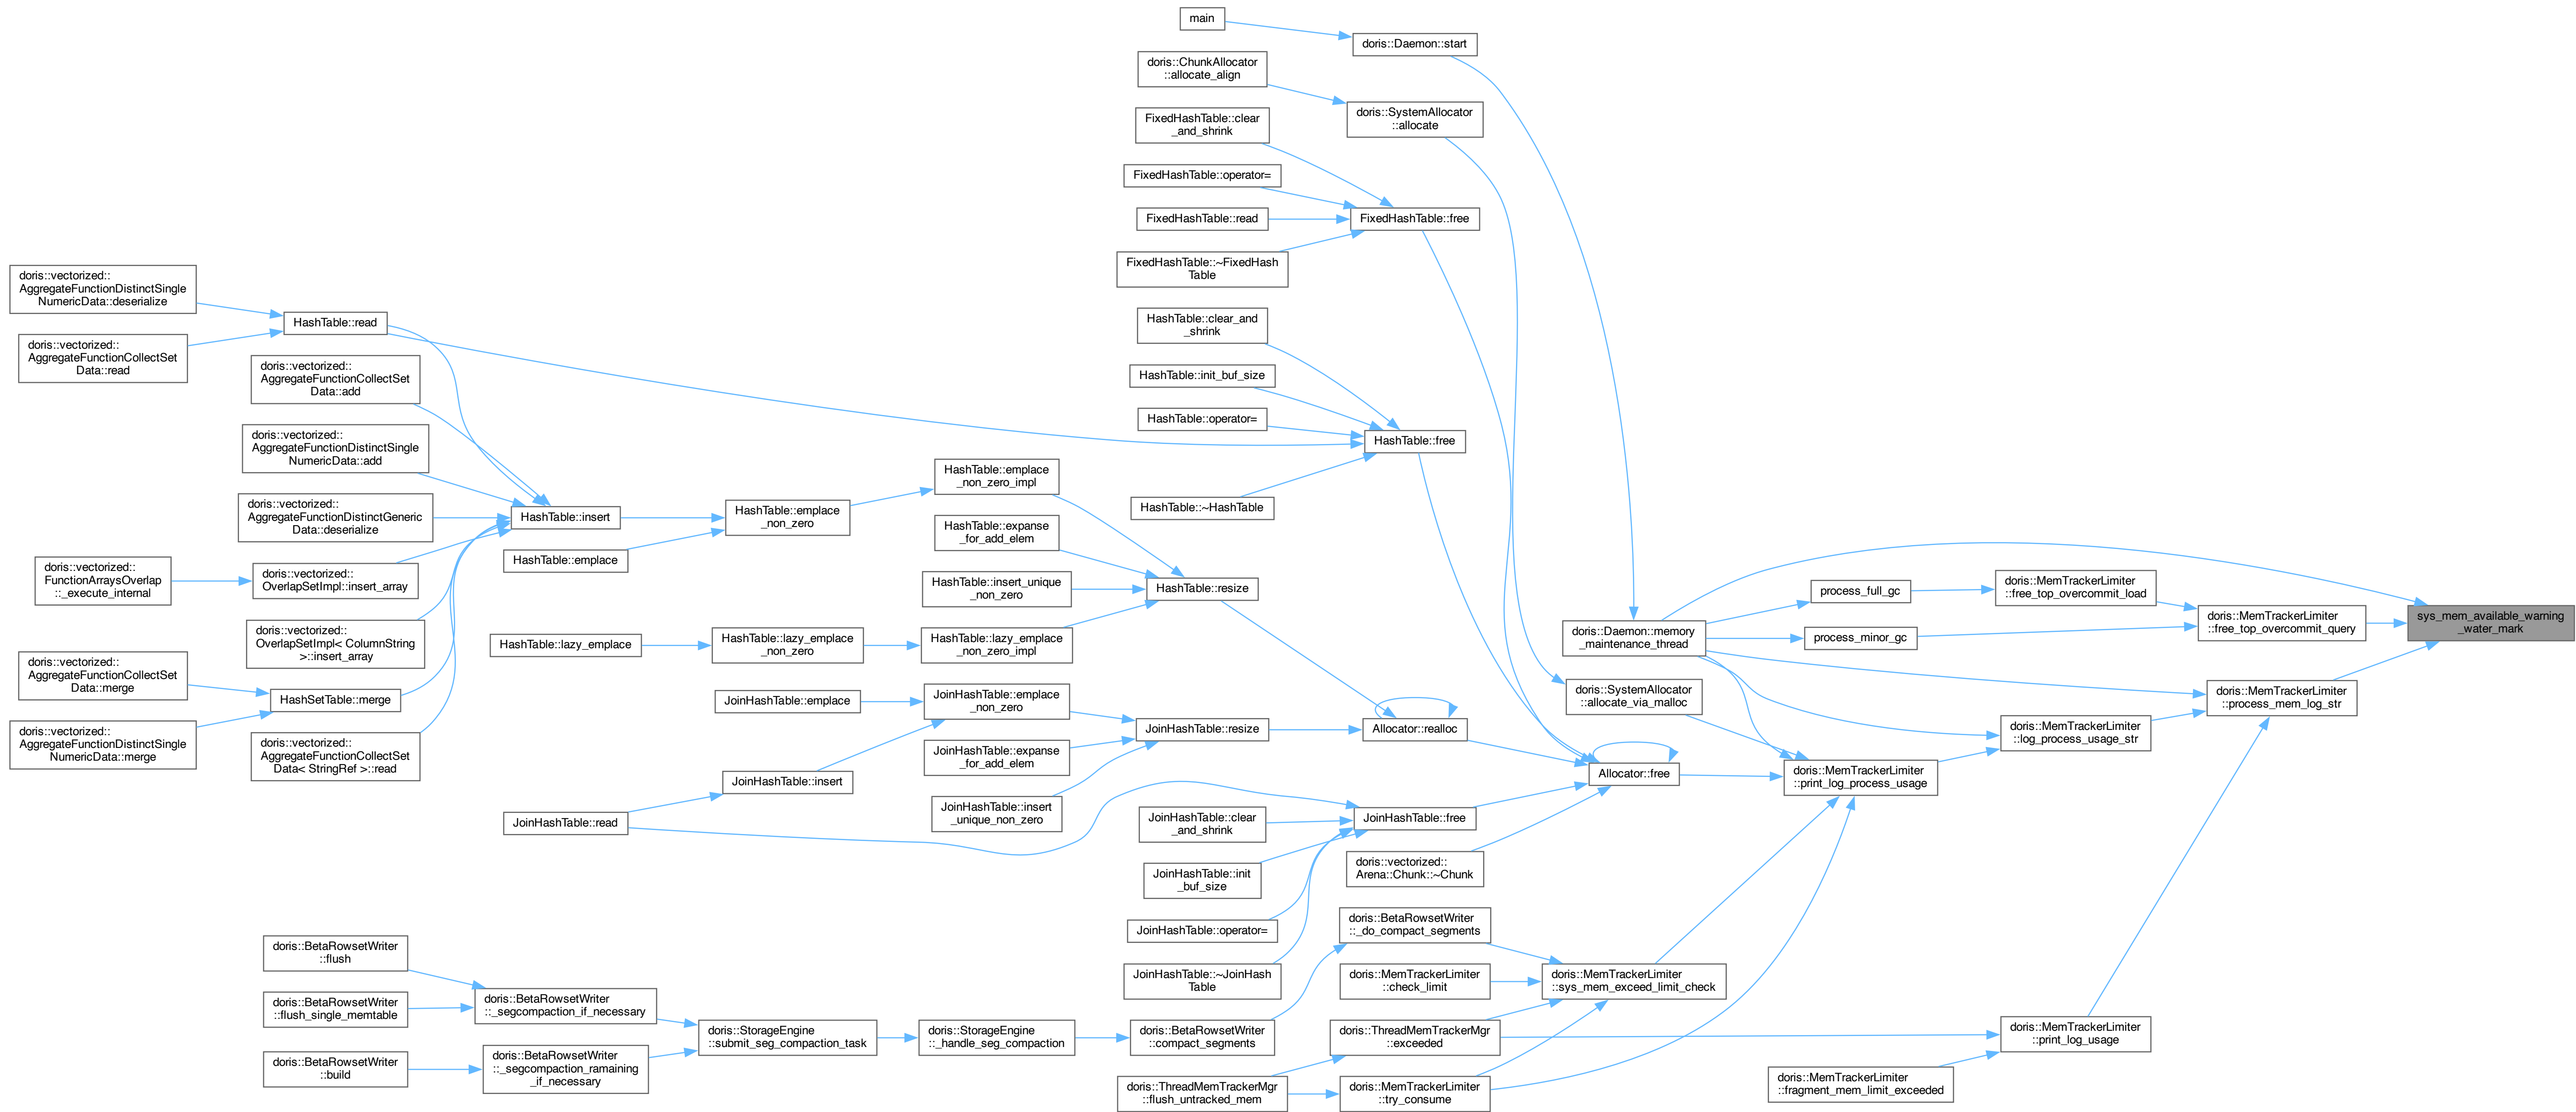 main
doris::Daemon::start
doris::ChunkAllocator
::allocate_align
doris::SystemAllocator
::allocate
FixedHashTable::clear
_and_shrink
FixedHashTable::operator=
FixedHashTable::read
FixedHashTable::free
FixedHashTable::~FixedHash
Table
doris::vectorized::
AggregateFunctionDistinctSingle
NumericData::deserialize
HashTable::read
doris::vectorized::
AggregateFunctionCollectSet
Data::read
doris::vectorized::
AggregateFunctionCollectSet
Data::add
doris::vectorized::
AggregateFunctionDistinctSingle
NumericData::add
doris::vectorized::
AggregateFunctionDistinctGeneric
Data::deserialize
HashTable::clear_and
_shrink
HashTable::init_buf_size
HashTable::operator=
HashTable::free
HashTable::~HashTable
HashTable::emplace
_non_zero_impl
HashTable::emplace
_non_zero
HashTable::insert
HashTable::expanse
_for_add_elem
HashTable::emplace
doris::vectorized::
FunctionArraysOverlap
::_execute_internal
doris::vectorized::
OverlapSetImpl::insert_array
HashTable::insert_unique
_non_zero
HashTable::resize
doris::vectorized::
OverlapSetImpl< ColumnString
>::insert_array
HashTable::lazy_emplace
HashTable::lazy_emplace
_non_zero
HashTable::lazy_emplace
_non_zero_impl
doris::Daemon::memory
_maintenance_thread
process_full_gc
process_minor_gc
doris::MemTrackerLimiter
::free_top_overcommit_load
doris::MemTrackerLimiter
::free_top_overcommit_query
sys_mem_available_warning
_water_mark
doris::vectorized::
AggregateFunctionCollectSet
Data::merge
HashSetTable::merge
doris::vectorized::
AggregateFunctionDistinctSingle
NumericData::merge
doris::vectorized::
AggregateFunctionCollectSet
Data< StringRef >::read
JoinHashTable::emplace
JoinHashTable::emplace
_non_zero
JoinHashTable::resize
JoinHashTable::expanse
_for_add_elem
JoinHashTable::insert
JoinHashTable::insert
_unique_non_zero
JoinHashTable::read
Allocator::realloc
doris::SystemAllocator
::allocate_via_malloc
Allocator::free
doris::MemTrackerLimiter
::process_mem_log_str
doris::MemTrackerLimiter
::log_process_usage_str
doris::MemTrackerLimiter
::print_log_process_usage
JoinHashTable::free
JoinHashTable::clear
_and_shrink
JoinHashTable::init
_buf_size
doris::vectorized::
Arena::Chunk::~Chunk
JoinHashTable::operator=
JoinHashTable::~JoinHash
Table
doris::BetaRowsetWriter
::_do_compact_segments
doris::MemTrackerLimiter
::check_limit
doris::MemTrackerLimiter
::sys_mem_exceed_limit_check
doris::BetaRowsetWriter
::flush
doris::BetaRowsetWriter
::flush_single_memtable
doris::BetaRowsetWriter
::_segcompaction_if_necessary
doris::BetaRowsetWriter
::build
doris::BetaRowsetWriter
::_segcompaction_ramaining
_if_necessary
doris::StorageEngine
::submit_seg_compaction_task
doris::StorageEngine
::_handle_seg_compaction
doris::BetaRowsetWriter
::compact_segments
doris::ThreadMemTrackerMgr
::exceeded
doris::ThreadMemTrackerMgr
::flush_untracked_mem
doris::MemTrackerLimiter
::try_consume
doris::MemTrackerLimiter
::print_log_usage
doris::MemTrackerLimiter
::fragment_mem_limit_exceeded